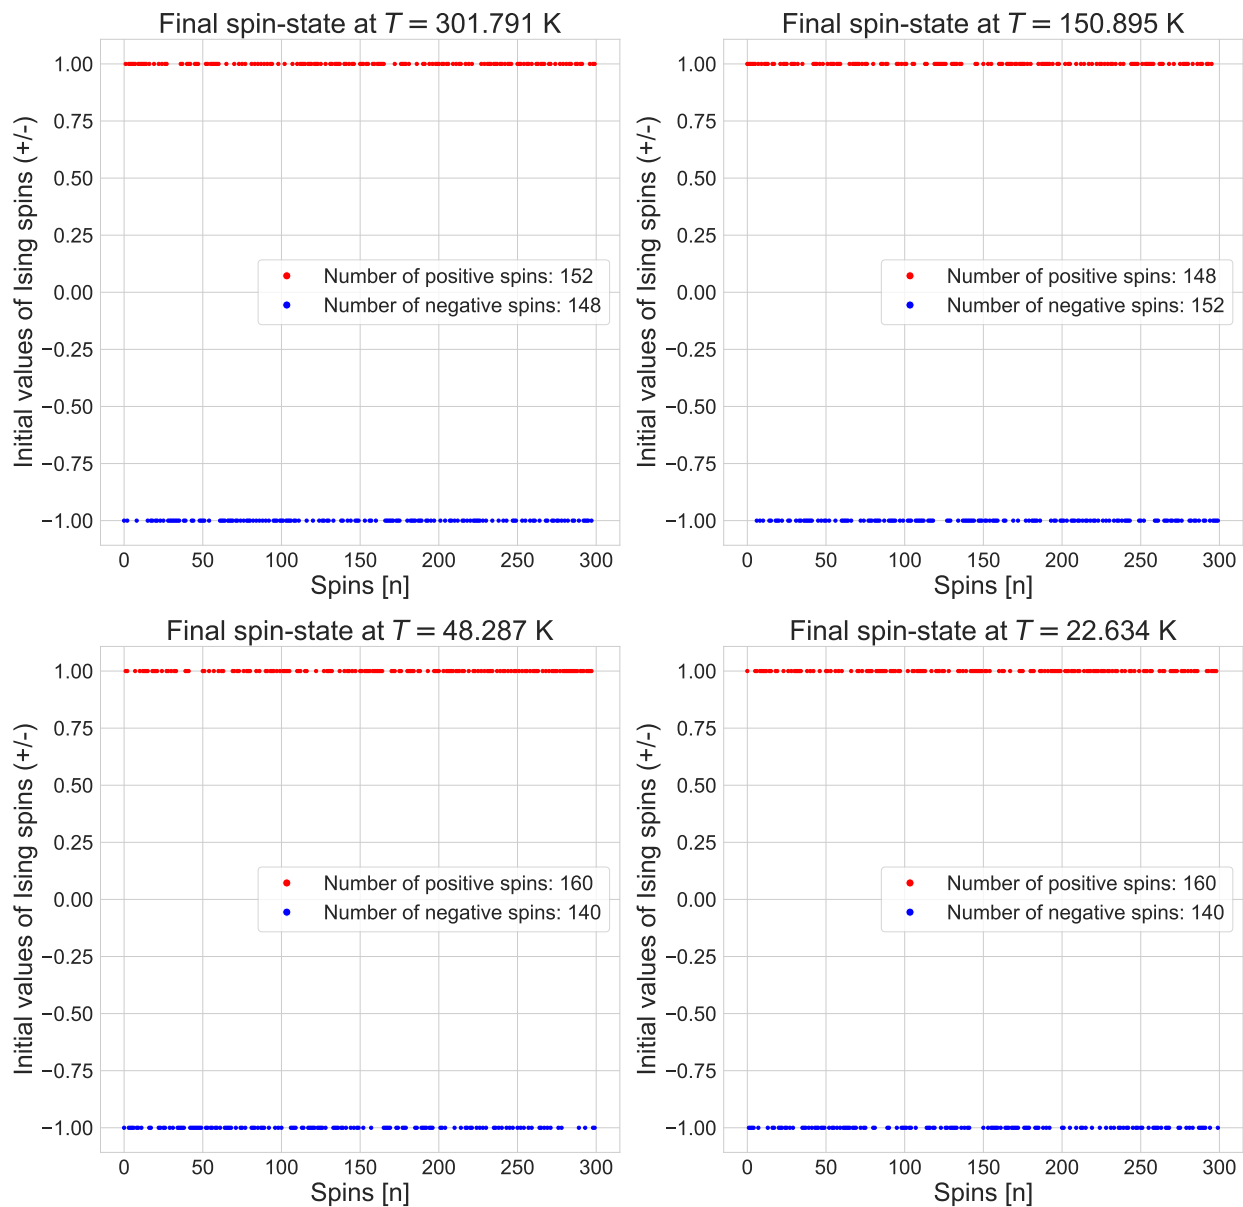 Final spin-state at T = 301.791 K
Initial values of Ising spins (+/-)
1.00
0.75
0.50
0.25
0.00
−0.25
−0.50
−0.75
−1.00
Number of positive spins: 152
Number of negative spins: 148
0 50 100 150 200 250 300
Spins [n]
Final spin-state at T = 150.895 K
Initial values of Ising spins (+/-)
1.00
0.75
0.50
0.25
0.00
−0.25
−0.50
−0.75
−1.00
Number of positive spins: 148
Number of negative spins: 152
0 50 100 150 200 250 300
Spins [n]
Final spin-state at T = 48.287 K
Initial values of Ising spins (+/-)
1.00
0.75
0.50
0.25
0.00
−0.25
−0.50
−0.75
−1.00
Number of positive spins: 160
Number of negative spins: 140
0 50 100 150 200 250 300
Spins [n]
Final spin-state at T = 22.634 K
Initial values of Ising spins (+/-)
1.00
0.75
0.50
0.25
0.00
−0.25
−0.50
−0.75
−1.00
Number of positive spins: 160
Number of negative spins: 140
0 50 100 150 200 250 300
Spins [n]